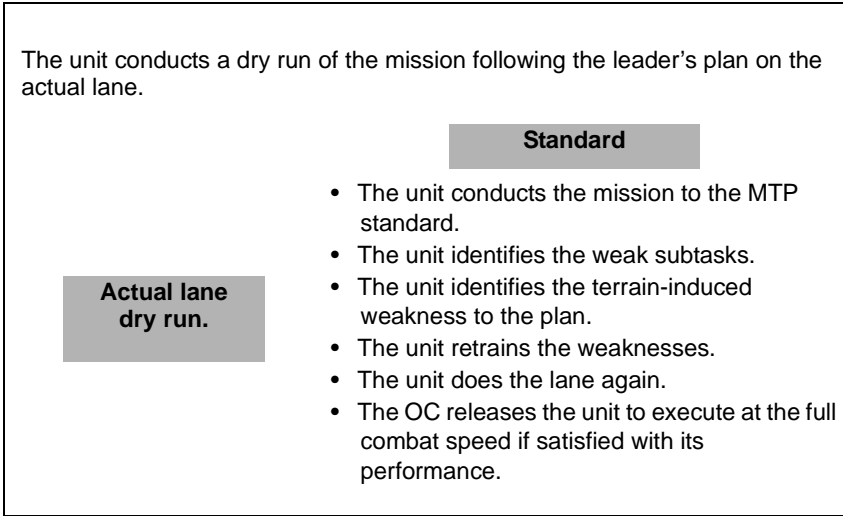 The unit conducts a dry run of the mission following the leader’s plan on the
actual lane.
Standard
Actual lane
dry run.
• The unit conducts the mission to the MTP
standard.
• The unit identifies the weak subtasks.
• The unit identifies the terrain-induced
weakness to the plan.
• The unit retrains the weaknesses.
• The unit does the lane again.
• The OC releases the unit to execute at the full
combat speed if satisfied with its
performance.